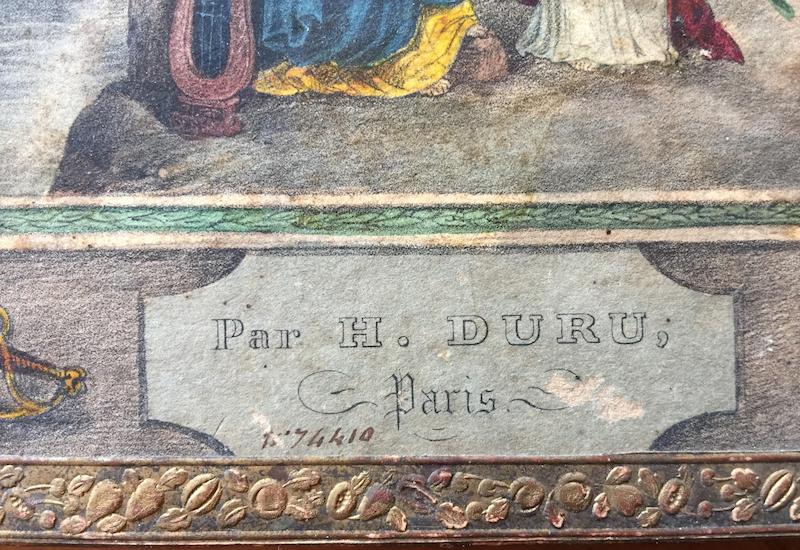 Par H. DURU,
Paris.
N° 74410